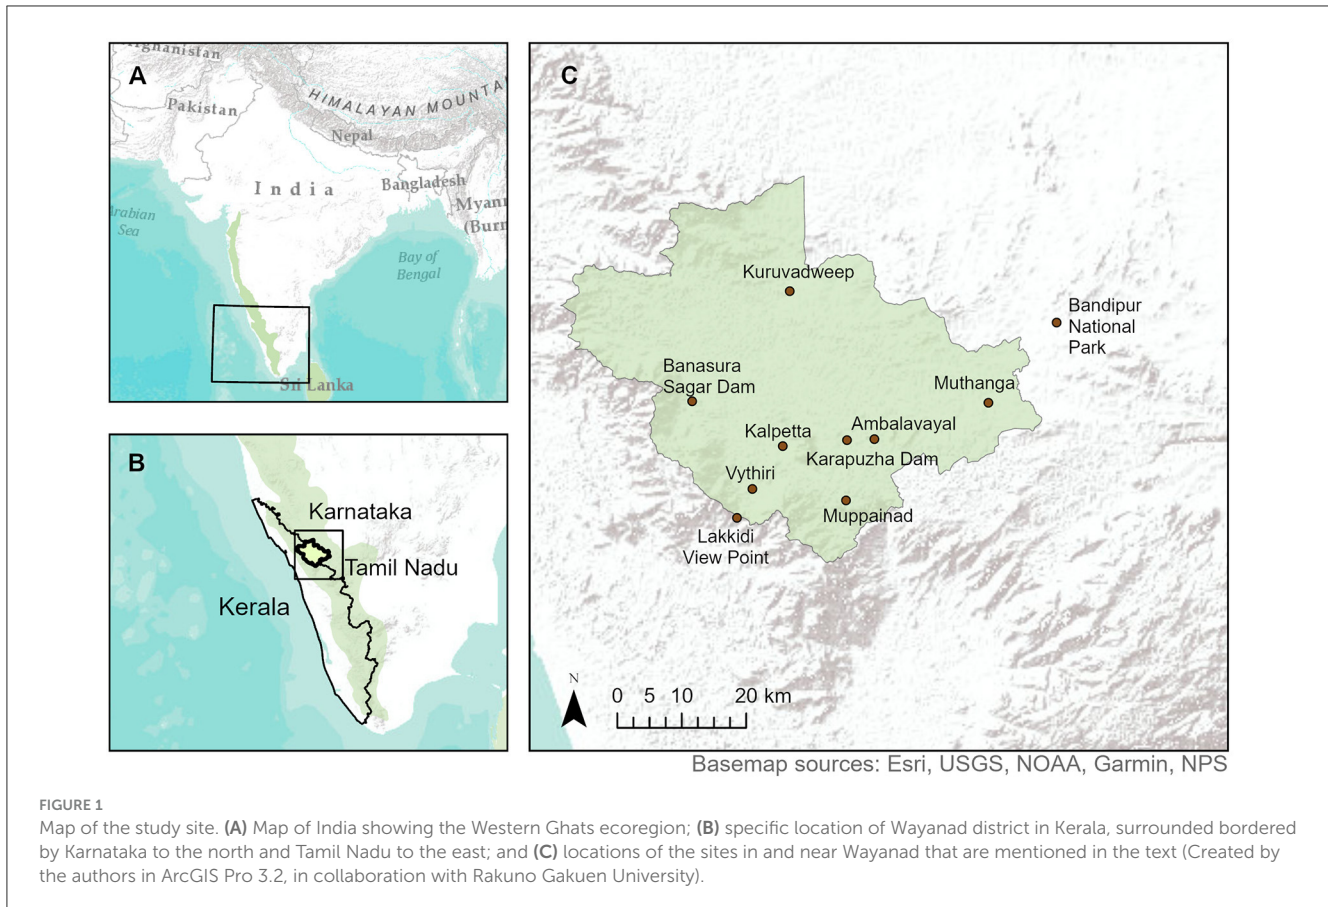 A
fghanistan
Pakistan
HIMALAYAN MOUNTA
Nepal
India
Bangladesh
Myanm
(Burn
Arabian
Sea
Bay of
Bengal
Sri Lanka
B
Karnataka
Tamil Nadu
Kerala
C
Kuruvadweep
Bandipur
National
Park
Banasura
Sagar Dam
Muthanga
Kalpetta
Ambalavayal
Karapuzha Dam
Vythiri
Muppainad
Lakkidi
View Point
N
0 5 10 20 km
Basemap sources: Esri, USGS, NOAA, Garmin, NPS
FIGURE 1
Map of the study site. (A) Map of India showing the Western Ghats ecoregion; (B) specific location of Wayanad district in Kerala, surrounded bordered
by Karnataka to the north and Tamil Nadu to the east; and (C) locations of the sites in and near Wayanad that are mentioned in the text (Created by
the authors in ArcGIS Pro 3.2, in collaboration with Rakuno Gakuen University).